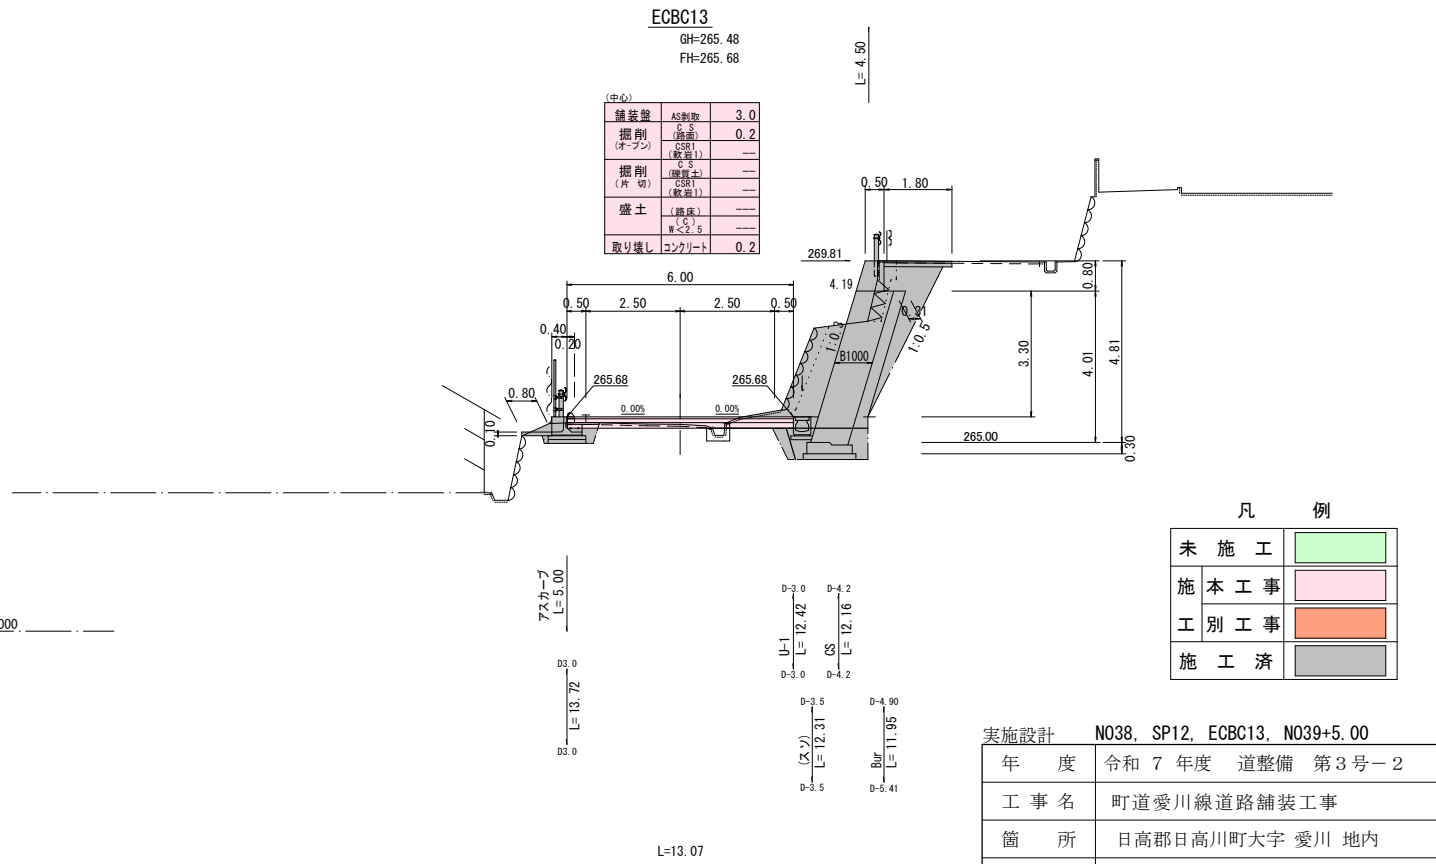 ECBC13
GH=265.48
FH=265.68
L= 4.50
(中心)
舗装盤 AS剥取 3.0
掘削 (オープン) C S (路面) 0.2
CSR1 (軟岩1) ---
掘削 (片 切) C S (礫質土) ---
CSR1 (軟岩1) ---
盛土 (路床) ---
(C) W<2.5 ---
取り壊し コンクリート 0.2
0.50 1.80
269.81
4.19
0.80
6.00
0.50 2.50 2.50 0.50
0.40
0.20
0.31
1:0.3
1:0.5
B1000
3.30
4.01
4.81
265.68
265.68
0.80
0.00%
0.00%
0.10
265.00
0.30
凡 例
未 施 工
施 本 工 事
工 別 工 事
施 工 済
アスカーブ
L= 5.00
000
D3.0
L= 13.72
D3.0
D-3.0
U-1
L= 12.42
D-3.0
D-4.2
CS
L= 12.16
D-4.2
D-3.5
(スソ)
L= 12.31
D-3.5
D-4.90
Bur
L= 11.95
D-5.41
L=13.07
実施設計 NO38, SP12, ECBC13, NO39+5.00
年 度 令和 7 年度 道整備 第3号-2
工 事 名 町道愛川線道路舗装工事
箇 所 日高郡日高川町大字 愛川 地内